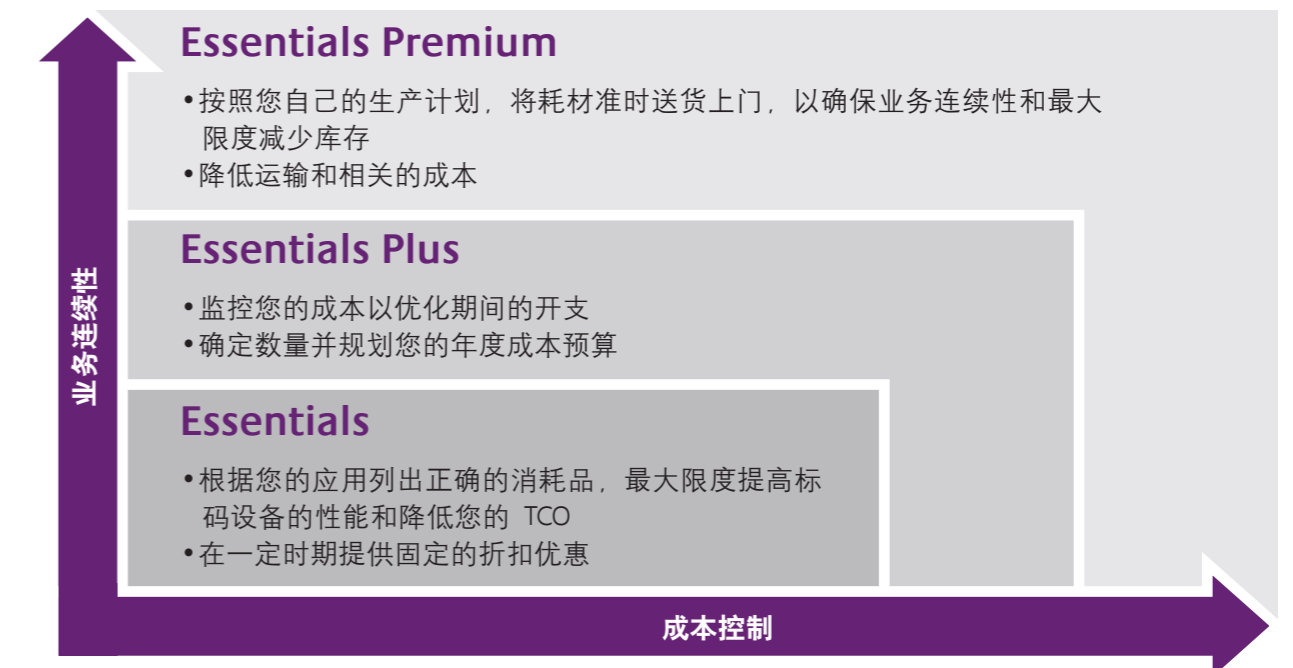 Essentials Premium
•按照您自己的生产计划，将耗材准时送货上门，以确保业务连续性和最大
限度减少库存
•降低运输和相关的成本
Essentials Plus
•监控您的成本以优化期间的开支
•确定数量并规划您的年度成本预算
Essentials
•根据您的应用列出正确的消耗品，最大限度提高标
码设备的性能和降低您的 TCO
•在一定时期提供固定的折扣优惠
业务连续性
成本控制